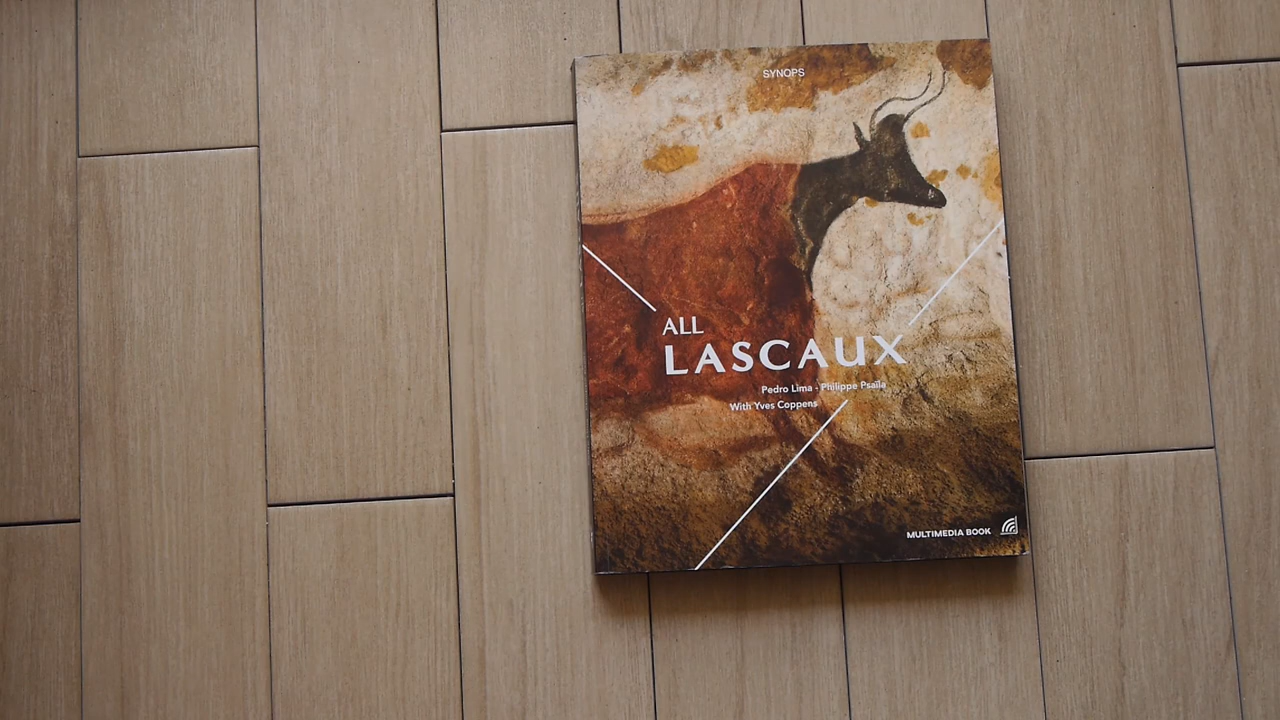 SYNOPS
ALL
LASCAUX
Pedro Lima - Philippe Psaïla
With Yves Coppens
MULTIMEDIA BOOK